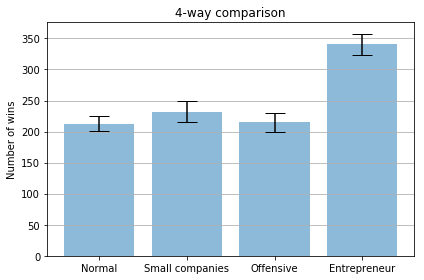 4-way comparison
Number of wins
350
300
250
200
150
100
50
0
Normal
Small companies
Offensive
Entrepreneur